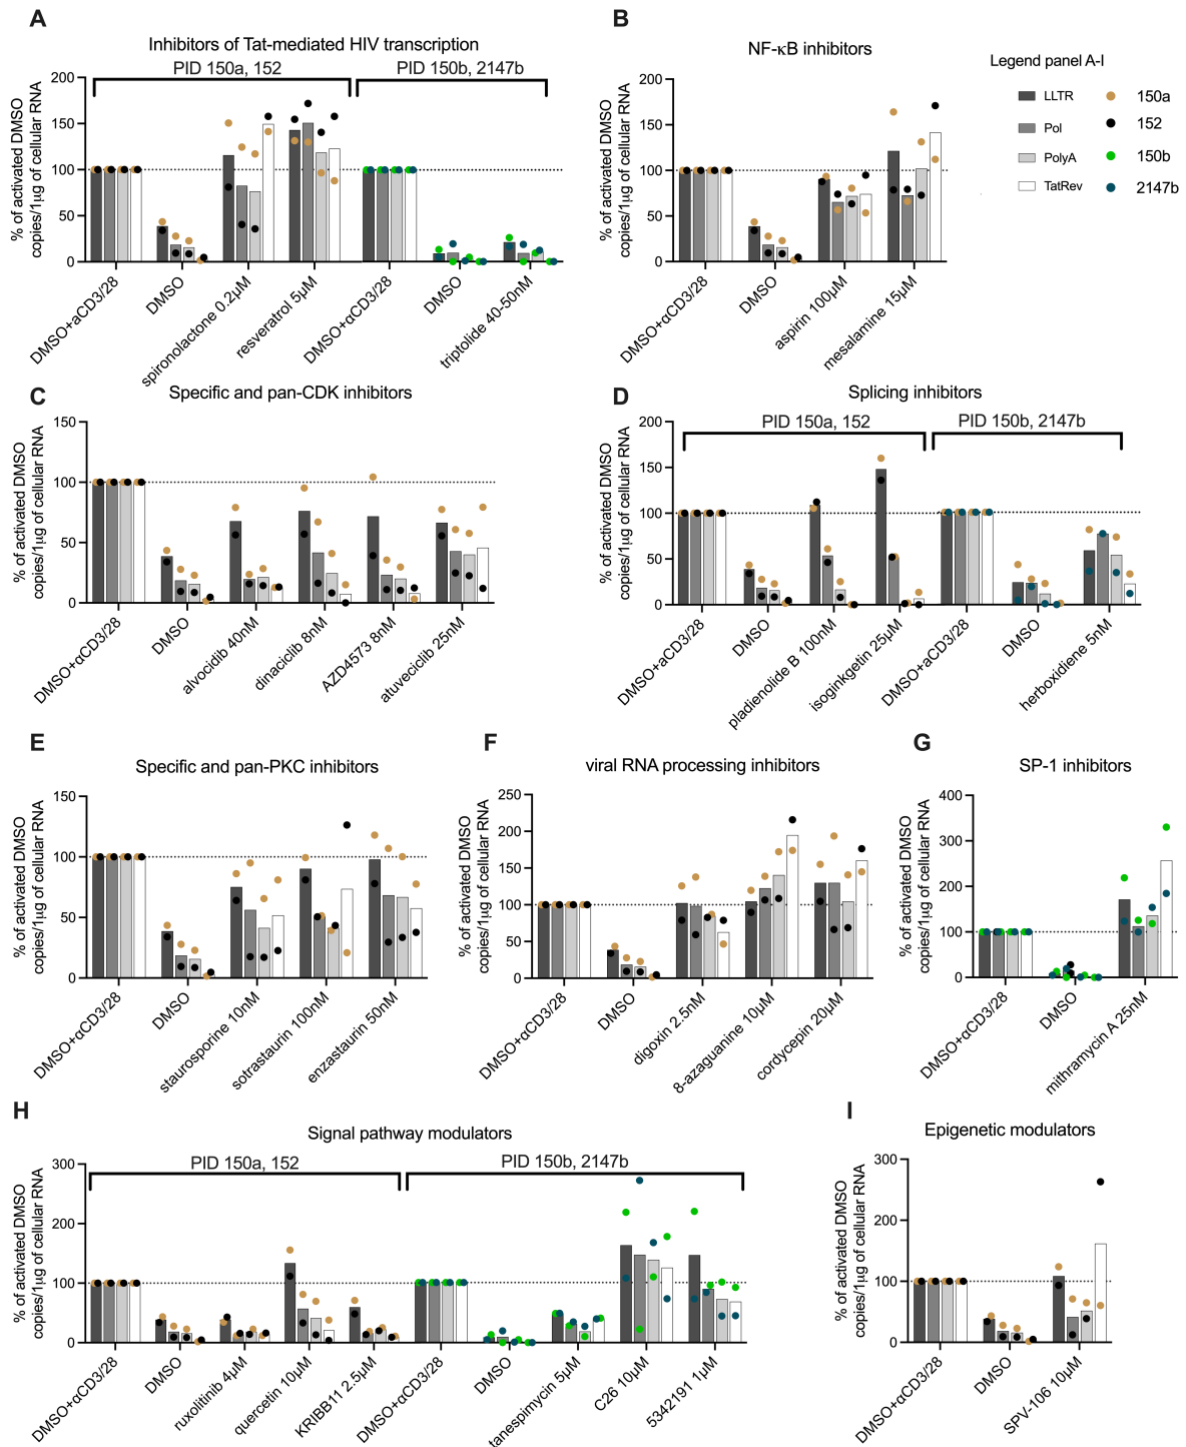 A
Inhibitors of Tat-mediated HIV transcription
PID 150a, 152
PID 150b, 2147b
% of activated DMSO
copies/1µg of cellular RNA
200
150
100
50
0
DMSO+aCD3/28
DMSO
spironolactone 0.2µM
resveratrol 5µM
DMSO+αCD3/28
DMSO
triptolide 40-50nM
B
NF-κB inhibitors
% of activated DMSO
copies/1µg of cellular RNA
200
150
100
50
0
DMSO+αCD3/28
DMSO
aspirin 100µM
mesalamine 15µM
Legend panel A-I
LLTR
150a
Pol
152
PolyA
150b
TatRev
2147b
C
Specific and pan-CDK inhibitors
% of activated DMSO
copies/1µg of cellular RNA
150
100
50
0
DMSO+αCD3/28
DMSO
alvocidib 40nM
dinaciclib 8nM
AZD4573 8nM
atuveciclib 25nM
D
Splicing inhibitors
PID 150a, 152
PID 150b, 2147b
% of activated DMSO
copies/1µg of cellular RNA
200
150
100
50
0
DMSO+αCD3/28
DMSO
pladienolide B 100nM
isoginkgetin 25µM
DMSO+aCD3/28
DMSO
herboxidiene 5nM
E
Specific and pan-PKC inhibitors
% of activated DMSO
copies/1µg of cellular RNA
150
100
50
0
DMSO+αCD3/28
DMSO
staurosporine 10nM
sotrastaurin 100nM
enzastaurin 50nM
F
viral RNA processing inhibitors
% of activated DMSO
copies/1µg of cellular RNA
250
200
150
100
50
0
DMSO+αCD3/28
DMSO
digoxin 2.5nM
8-azaguanine 10µM
cordycepin 20µM
G
SP-1 inhibitors
% of activated DMSO
copies/1µg of cellular RNA
400
300
200
100
0
DMSO+αCD3/28
DMSO
mithramycin A 25nM
H
Signal pathway modulators
PID 150a, 152
PID 150b, 2147b
% of activated DMSO
copies/1µg of cellular RNA
300
200
100
0
DMSO+αCD3/28
DMSO
ruxolitinib 4µM
quercetin 10µM
KRIBB11 2.5µM
DMSO+αCD3/28
DMSO
tanespimycin 5µM
C26 10µM
5342191 1µM
I
Epigenetic modulators
% of activated DMSO
copies/1µg of cellular RNA
300
200
100
0
DMSO+αCD3/28
DMSO
SPV-106 10µM